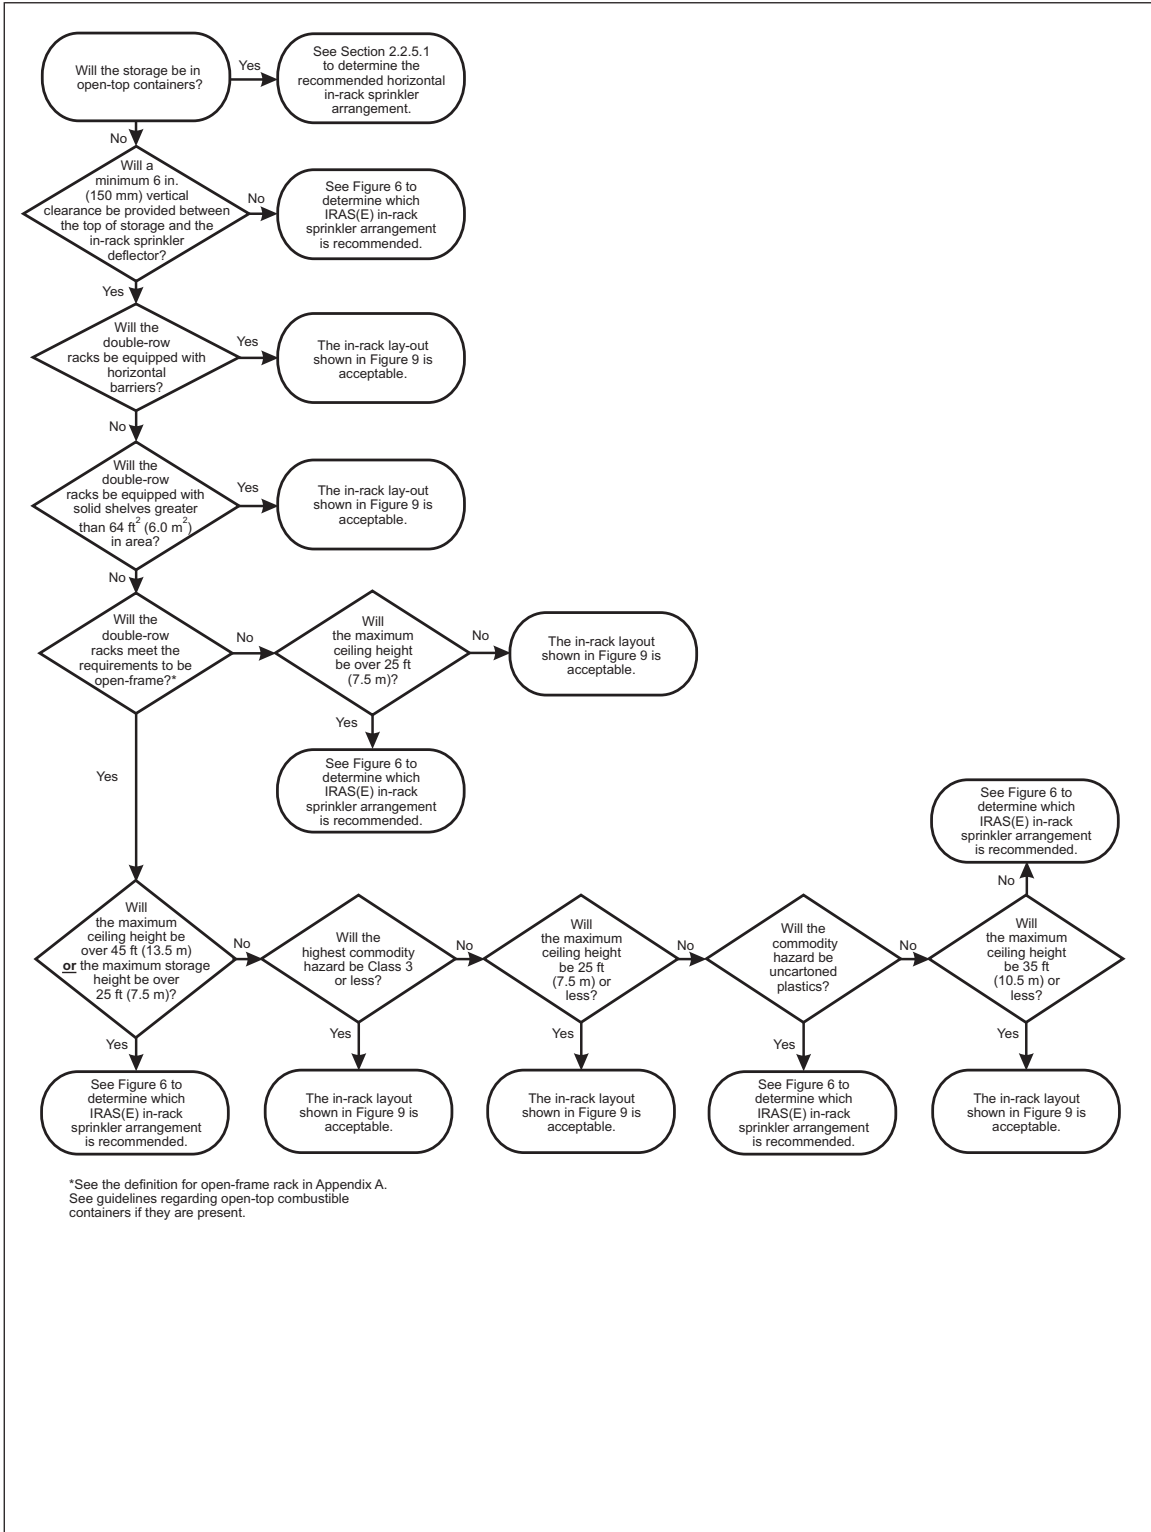 Will the storage be in
open-top containers?
Yes
See Section 2.2.5.1
to determine the
recommended horizontal
in-rack sprinkler
arrangement.
No
Will a
minimum 6 in.
(150 mm) vertical
clearance be provided between
the top of storage and the
in-rack sprinkler
deflector?
No
See Figure 6 to
determine which
IRAS(E) in-rack
sprinkler arrangement
is recommended.
Yes
Will the
double-row
racks be equipped with
horizontal
barriers?
Yes
The in-rack lay-out
shown in Figure 9 is
acceptable.
No
Will the
double-row
racks be equipped with
solid shelves greater
than 64 ft² (6.0 m²)
in area?
Yes
The in-rack lay-out
shown in Figure 9 is
acceptable.
No
Will the
double-row
racks meet the
requirements to be
open-frame?*
No
Will
the maximum
ceiling height
be over 25 ft
(7.5 m)?
No
The in-rack layout
shown in Figure 9 is
acceptable.
Yes
See Figure 6 to
determine which
IRAS(E) in-rack
sprinkler arrangement
is recommended.
Yes
Will
the maximum
ceiling height be
over 45 ft (13.5 m)
or the maximum storage
height be over
25 ft (7.5 m)?
No
Will the
highest commodity
hazard be Class 3
or less?
No
Will
the maximum
ceiling height
be 25 ft
(7.5 m) or
less?
No
Will the
commodity
hazard be
uncartoned
plastics?
No
Will
the maximum
ceiling height
be 35 ft
(10.5 m) or
less?
No
See Figure 6 to
determine which
IRAS(E) in-rack
sprinkler arrangement
is recommended.
Yes
See Figure 6 to
determine which
IRAS(E) in-rack
sprinkler arrangement
is recommended.
Yes
The in-rack layout
shown in Figure 9 is
acceptable.
Yes
The in-rack layout
shown in Figure 9 is
acceptable.
Yes
See Figure 6 to
determine which
IRAS(E) in-rack
sprinkler arrangement
is recommended.
Yes
The in-rack layout
shown in Figure 9 is
acceptable.
*See the definition for open-frame rack in Appendix A.
See guidelines regarding open-top combustible
containers if they are present.